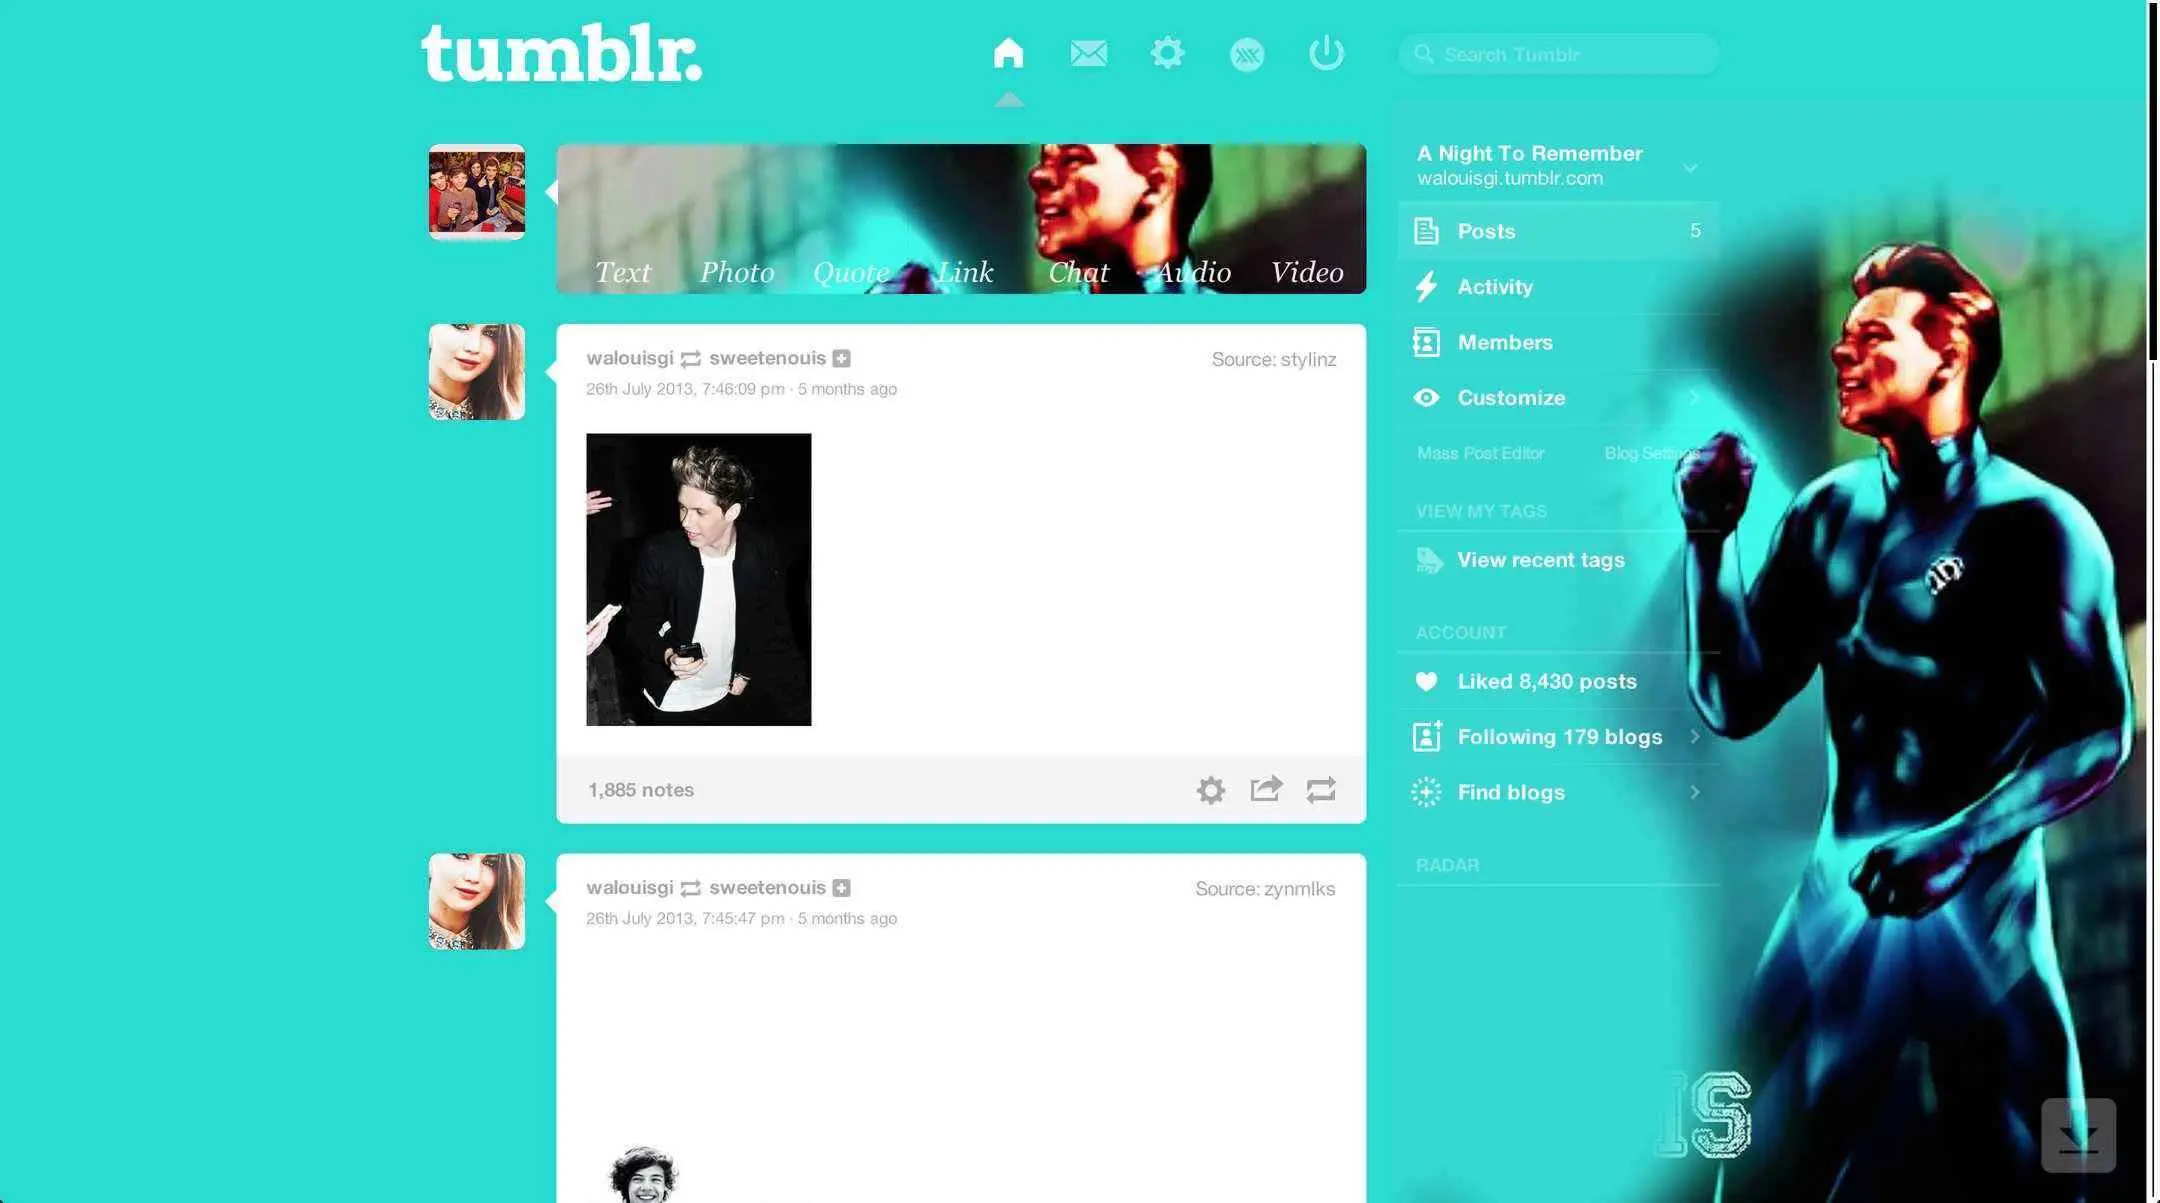 tumblr.
Search Tumblr
Text Photo Quote Link Chat Audio Video
walouisgi sweetenouis
Source: stylinz
26th July 2013, 7:46:09 pm · 5 months ago
1,885 notes
walouisgi sweetenouis
Source: zynmlks
26th July 2013, 7:45:47 pm · 5 months ago
A Night To Remember
walouisgi.tumblr.com
Posts 5
Activity
Members
Customize
Mass Post Editor Blog Settings
VIEW MY TAGS
View recent tags
ACCOUNT
Liked 8,430 posts
Following 179 blogs
Find blogs
RADAR
IS